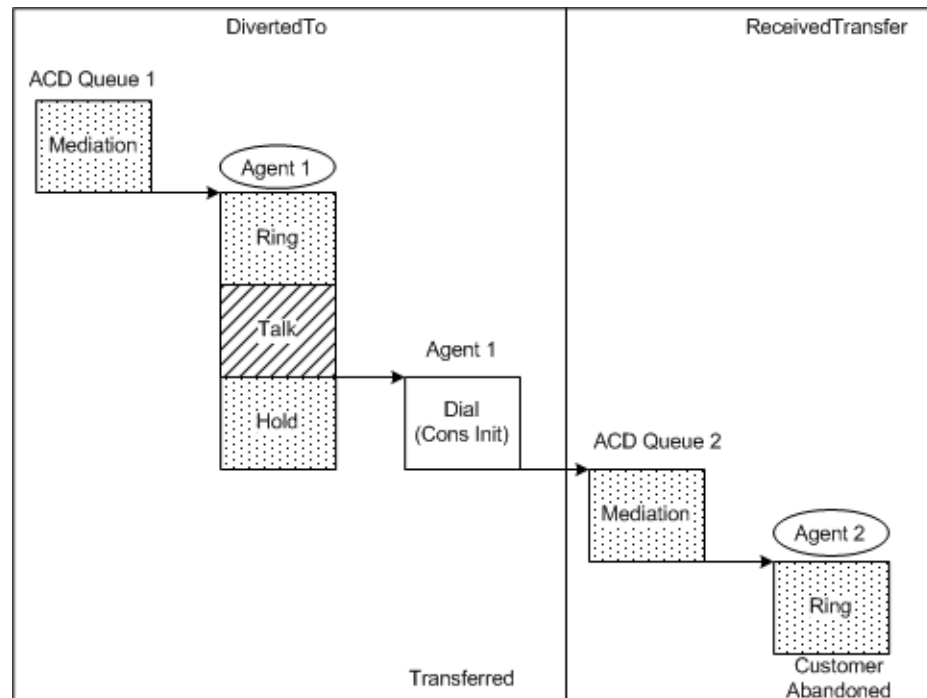 DivertedTo
ReceivedTransfer
ACD Queue 1
Mediation
Agent 1
Ring
Talk
Hold
Agent 1
Dial
(Cons Init)
ACD Queue 2
Mediation
Agent 2
Ring
Customer
Abandoned
Transferred